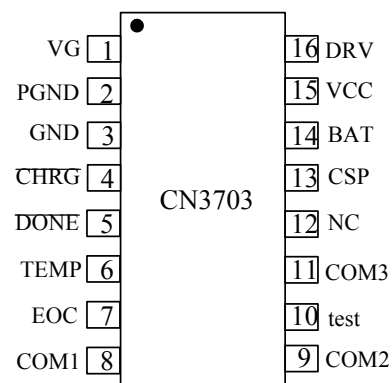 VG 1 16 DRV
PGND 2 15 VCC
GND 3 14 BAT
CHRG 4 13 CSP
CN3703
DONE 5 12 NC
TEMP 6 11 COM3
EOC 7 10 test
COM1 8 9 COM2